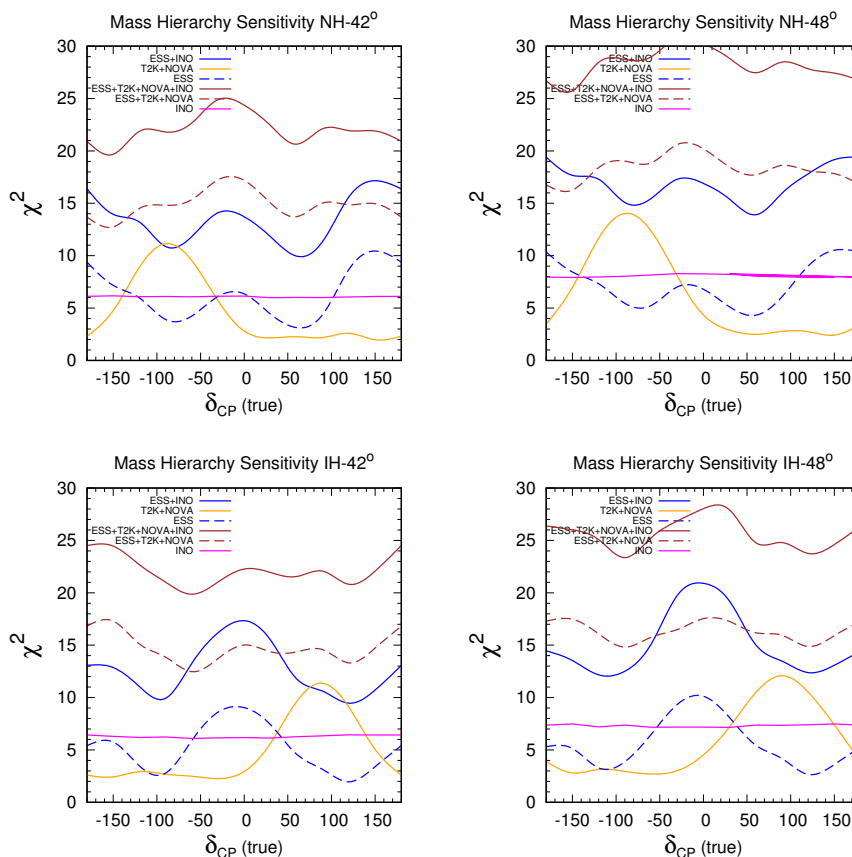 Mass Hierarchy Sensitivity NH-42°
30
25
20
15
10
5
0
χ²
ESS+INO
T2K+NOVA
ESS
ESS+T2K+NOVA+INO
ESS+T2K+NOVA
INO
-150 -100 -50 0 50 100 150
δCP (true)
Mass Hierarchy Sensitivity NH-48°
30
25
20
15
10
5
0
ESS+INO
T2K+NOVA
ESS
ESS+T2K+NOVA+INO
ESS+T2K+NOVA
INO
-150 -100 -50 0 50 100 150
δCP (true)
Mass Hierarchy Sensitivity IH-42°
30
25
20
15
10
5
0
χ²
ESS+INO
T2K+NOVA
ESS
ESS+T2K+NOVA+INO
ESS+T2K+NOVA
INO
-150 -100 -50 0 50 100 150
δCP (true)
Mass Hierarchy Sensitivity IH-48°
30
25
20
15
10
5
0
χ²
ESS+INO
T2K+NOVA
ESS
ESS+T2K+NOVA+INO
ESS+T2K+NOVA
INO
-150 -100 -50 0 50 100 150
δCP (true)